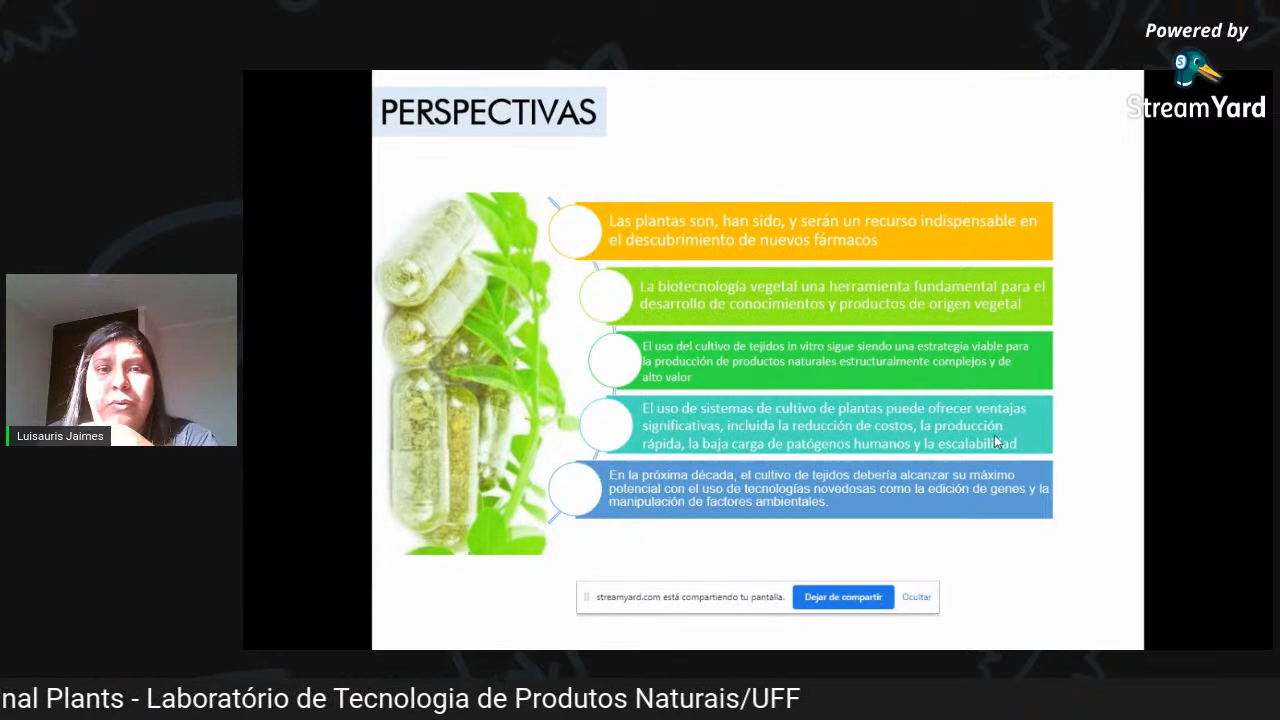 Powered by
StreamYard
PERSPECTIVAS
Las plantas son, han sido, y serán un recurso indispensable en
el descubrimiento de nuevos fármacos
La biotecnología vegetal una herramienta fundamental para el
desarrollo de conocimientos y productos de origen vegetal
El uso del cultivo de tejidos in vitro sigue siendo una estrategia viable para
la producción de productos naturales estructuralmente complejos y de
alto valor
El uso de sistemas de cultivo de plantas puede ofrecer ventajas
significativas, incluida la reducción de costos, la producción
rápida, la baja carga de patógenos humanos y la escalabilidad
En la próxima década, el cultivo de tejidos debería alcanzar su máximo
potencial con el uso de tecnologías novedosas como la edición de genes y la
manipulación de factores ambientales.
Luisauris Jaimes
streamyard.com está compartiendo tu pantalla.
Dejar de compartir
Ocultar
nal Plants - Laboratório de Tecnologia de Produtos Naturais/UFF